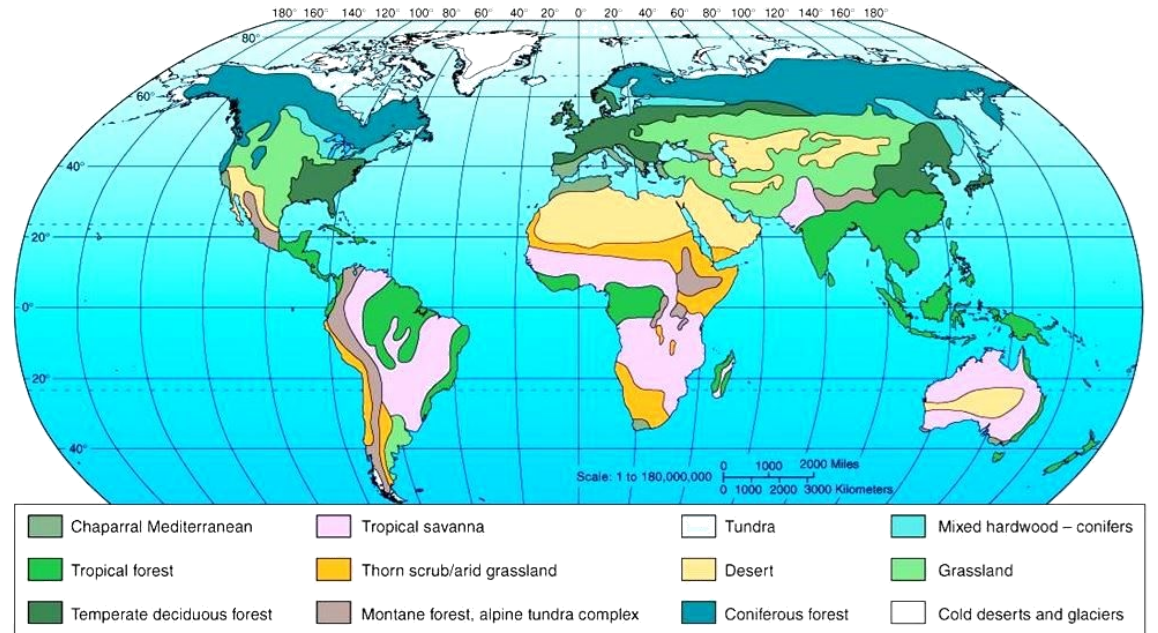 180° 160° 140° 120° 100° 80° 60° 40° 20° 0° 20° 40° 60° 80° 100° 120° 140° 160° 180°
80°
60°
40°
20°
0°
20°
40°
Scale: 1 to 180,000,000
0 1000 2000 Miles
0 1000 2000 3000 Kilometers
Chaparral Mediterranean Tropical savanna Tundra Mixed hardwood – conifers
Tropical forest Thorn scrub/arid grassland Desert Grassland
Temperate deciduous forest Montane forest, alpine tundra complex Coniferous forest Cold deserts and glaciers